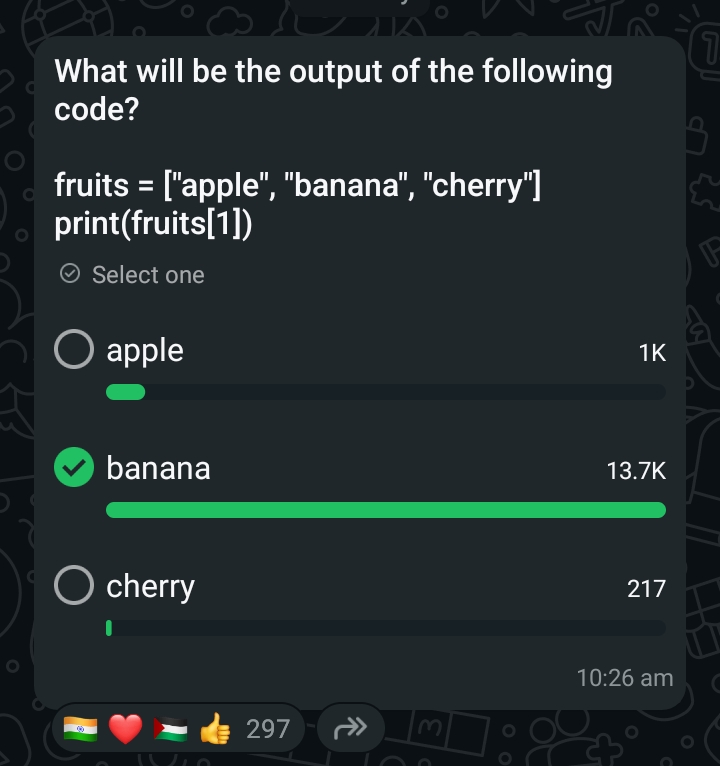 What will be the output of the following
code?
fruits = ["apple", "banana", "cherry"]
print(fruits[1])
Select one
apple
1K
banana
13.7K
cherry
217
10:26 am
297